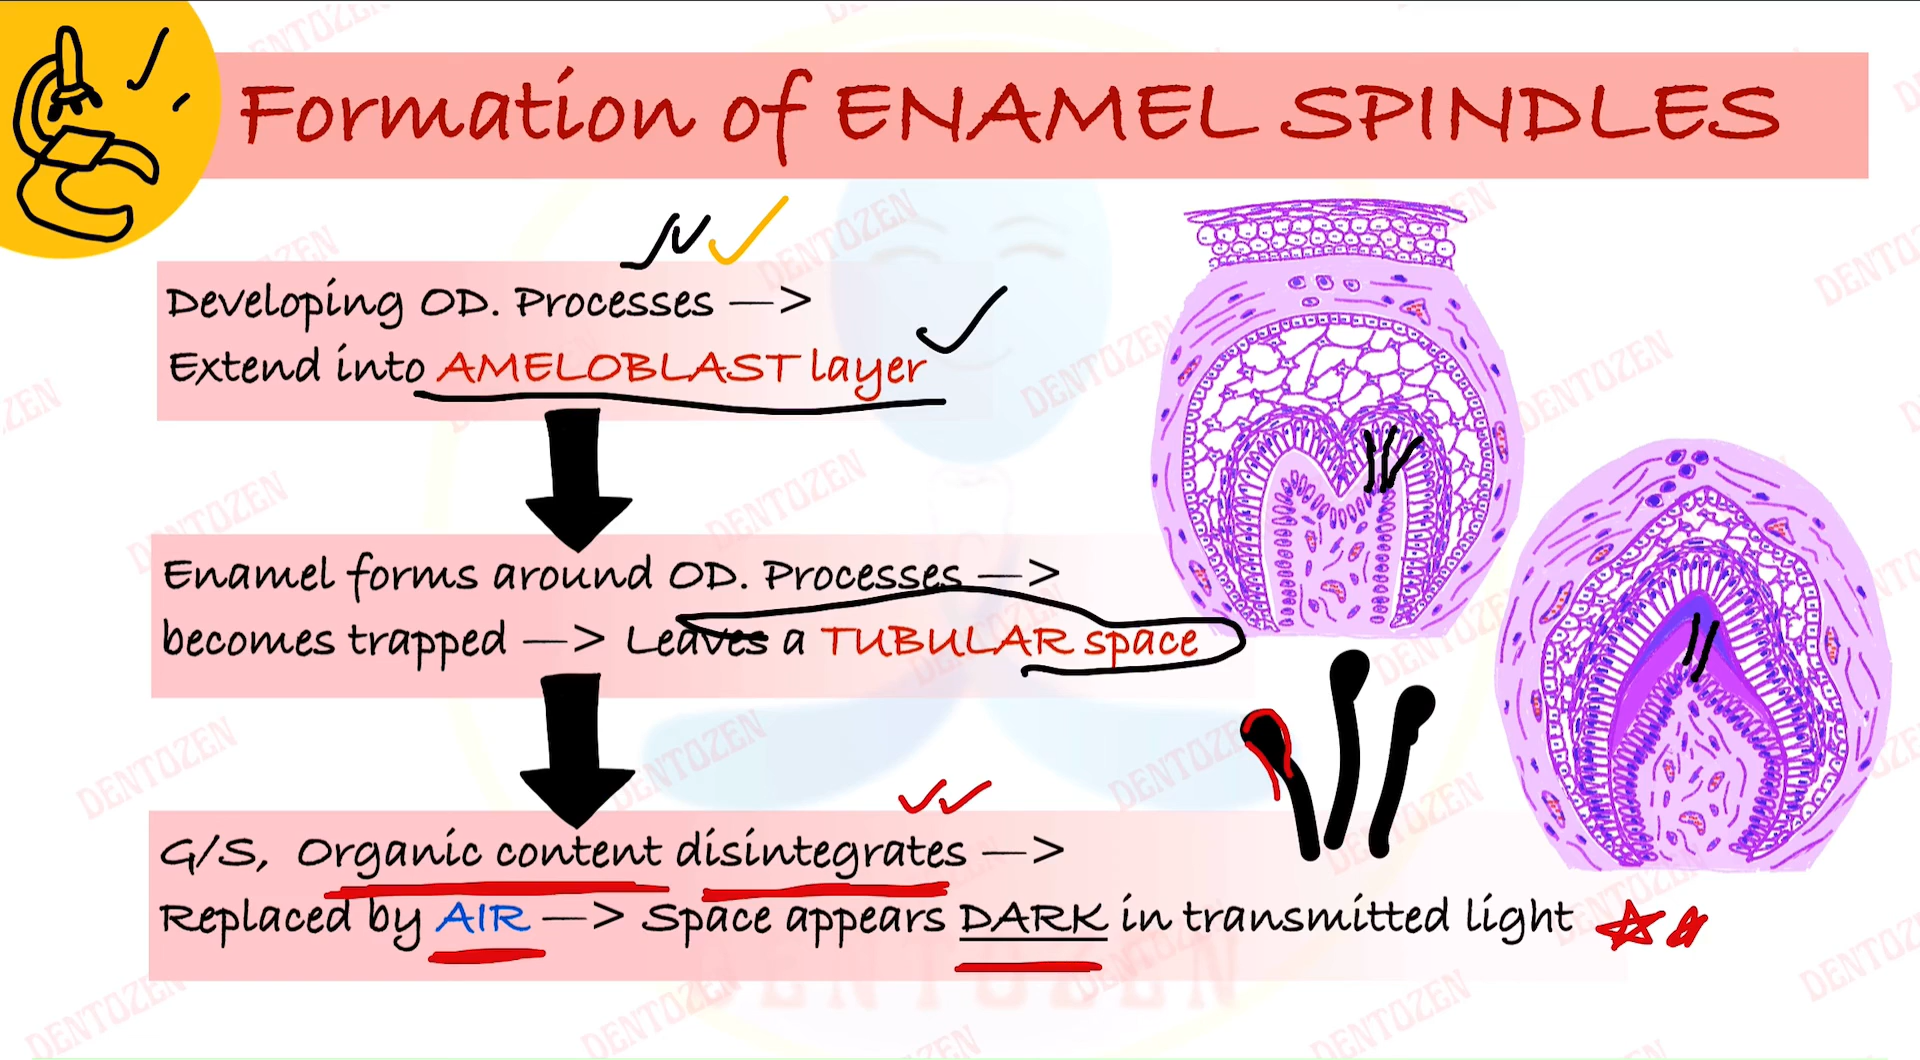 Formation of ENAMEL SPINDLES
Developing OD. Processes —>
Extend into AMELOBLAST layer
Enamel forms around OD. Processes —>
becomes trapped —> Leaves a TUBULAR space
G/S, Organic content disintegrates —>
Replaced by AIR —> Space appears DARK in transmitted light
DENTOZEN